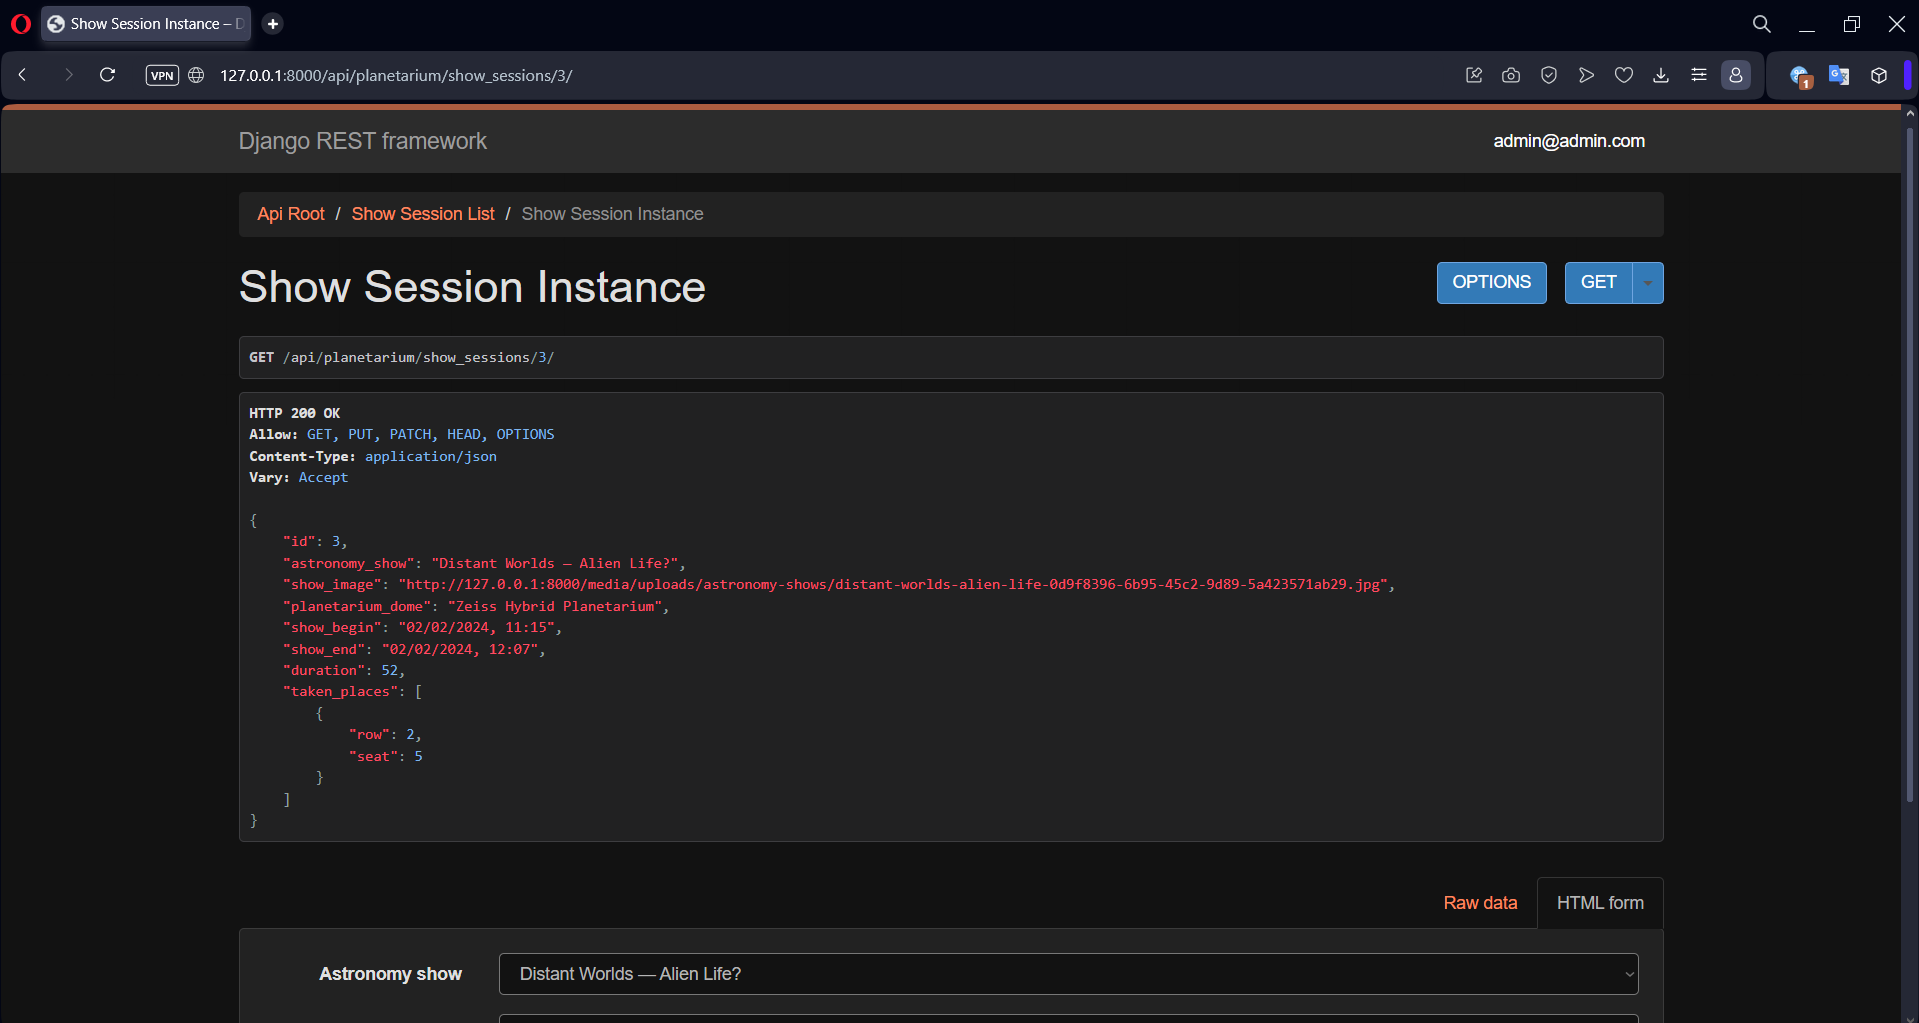 Show Session Instance – D
VPN
127.0.0.1:8000/api/planetarium/show_sessions/3/
1
Django REST framework
admin@admin.com
Api Root / Show Session List / Show Session Instance
Show Session Instance
OPTIONS
GET
GET /api/planetarium/show_sessions/3/
HTTP 200 OK
Allow: GET, PUT, PATCH, HEAD, OPTIONS
Content-Type: application/json
Vary: Accept
{
"id": 3,
"astronomy_show": "Distant Worlds — Alien Life?",
"show_image": "http://127.0.0.1:8000/media/uploads/astronomy-shows/distant-worlds-alien-life-0d9f8396-6b95-45c2-9d89-5a423571ab29.jpg",
"planetarium_dome": "Zeiss Hybrid Planetarium",
"show_begin": "02/02/2024, 11:15",
"show_end": "02/02/2024, 12:07",
"duration": 52,
"taken_places": [
{
"row": 2,
"seat": 5
}
]
}
Raw data
HTML form
Astronomy show
Distant Worlds — Alien Life?